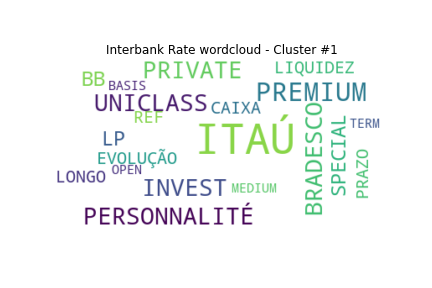 Interbank Rate wordcloud - Cluster #1
PRIVATE
LIQUIDEZ
BB
BASIS
PREMIUM
UNICLASS
CAIXA
REF
ITAÚ
BRADESCO
SPECIAL
TERM
LP
EVOLUÇÃO
PRAZO
LONGO
OPEN
INVEST
MEDIUM
PERSONNALITÉ